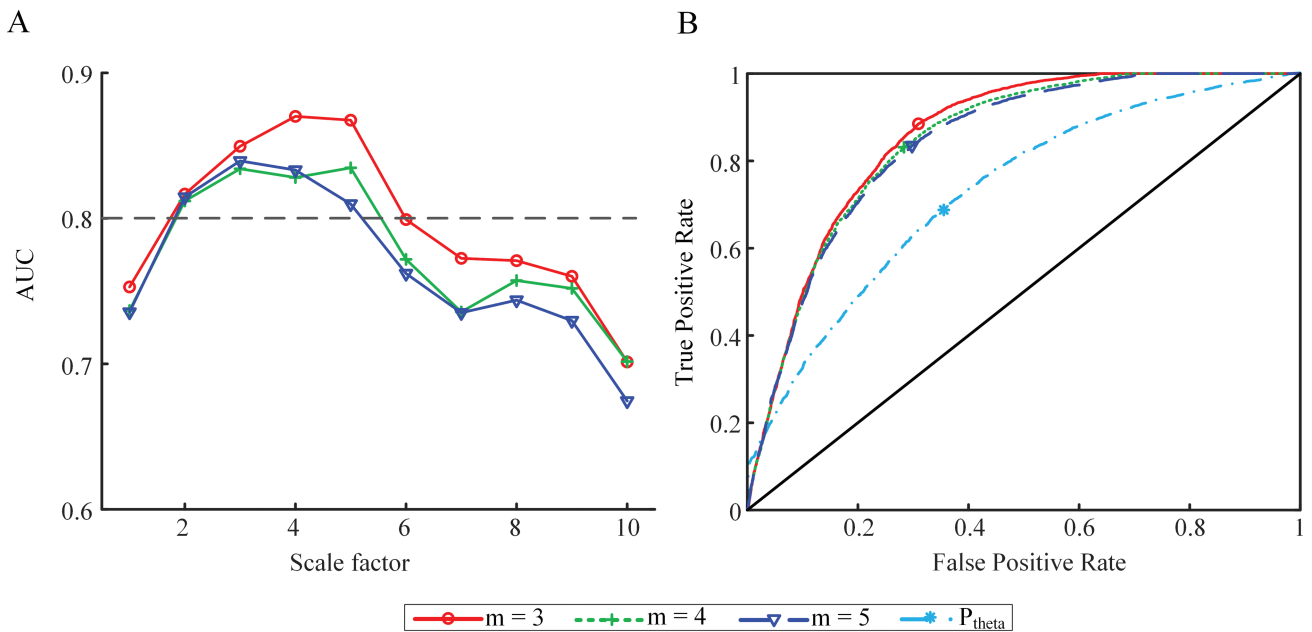 A
B
0.9
0.8
0.7
0.6
AUC
2
4
6
8
10
Scale factor
1
0.8
0.6
0.4
0.2
0
True Positive Rate
0.2
0.4
0.6
0.8
1
False Positive Rate
m = 3
m = 4
m = 5
P_theta